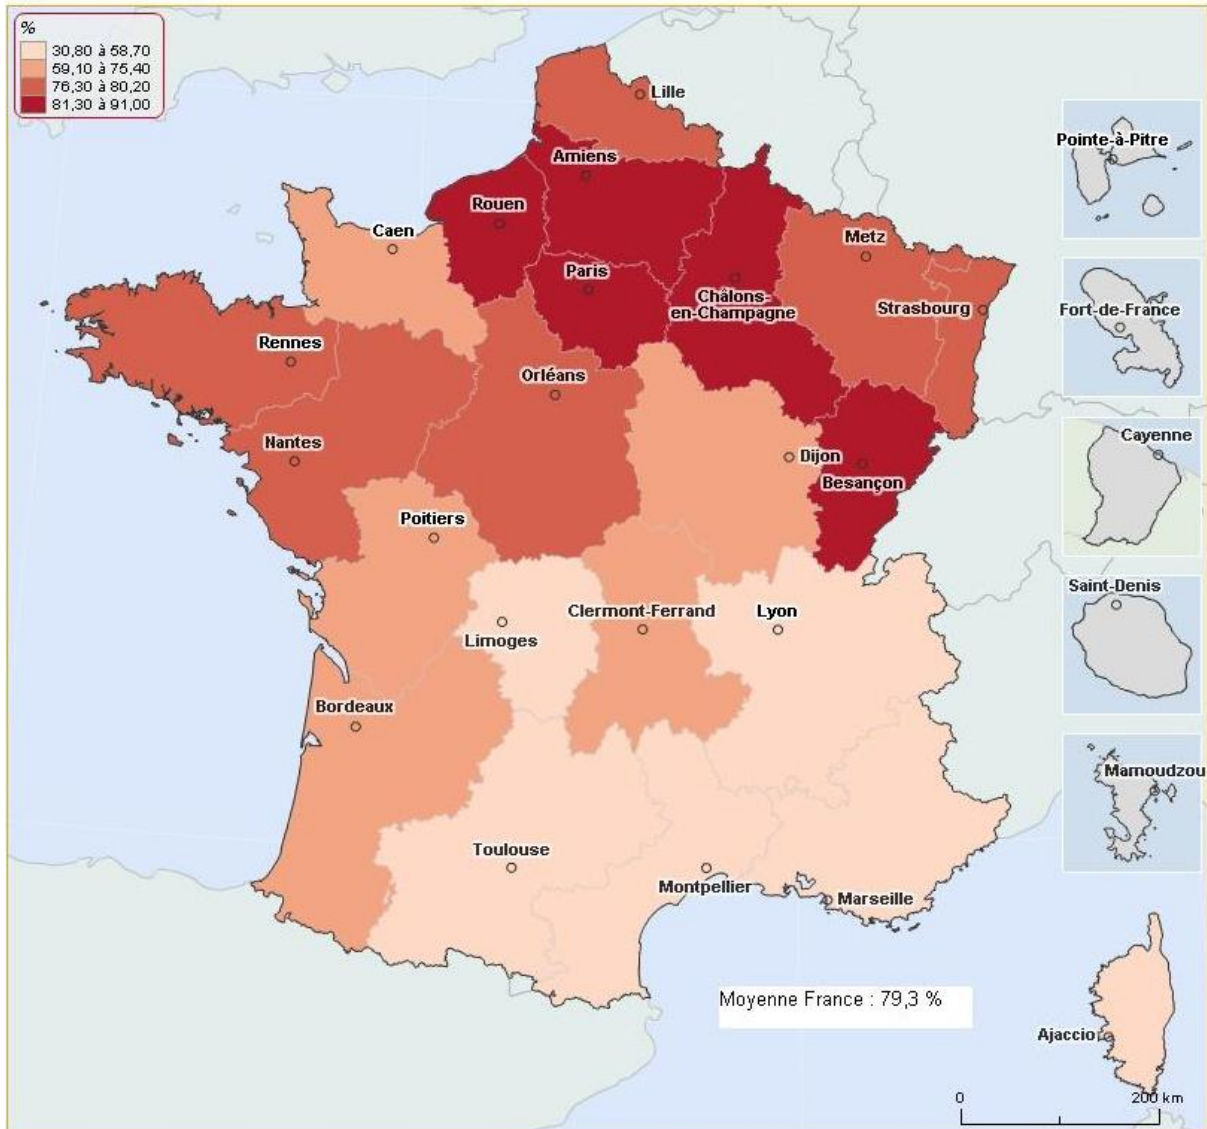 %
30,80 à 58,70
59,10 à 75,40
76,30 à 80,20
81,30 à 91,00
Lille
Pointe-à-Pitre
Amiens
Rouen
Caen
Metz
Paris
Châlons-
en-Champagne
Strasbourg
Fort-de-France
Rennes
Orléans
Nantes
Cayenne
Dijon
Besançon
Poitiers
Saint-Denis
Clermont-Ferrand
Lyon
Limoges
Bordeaux
Mamoudzou
Toulouse
Montpellier
Marseille
Moyenne France : 79,3 %
Ajaccio
0
200 km